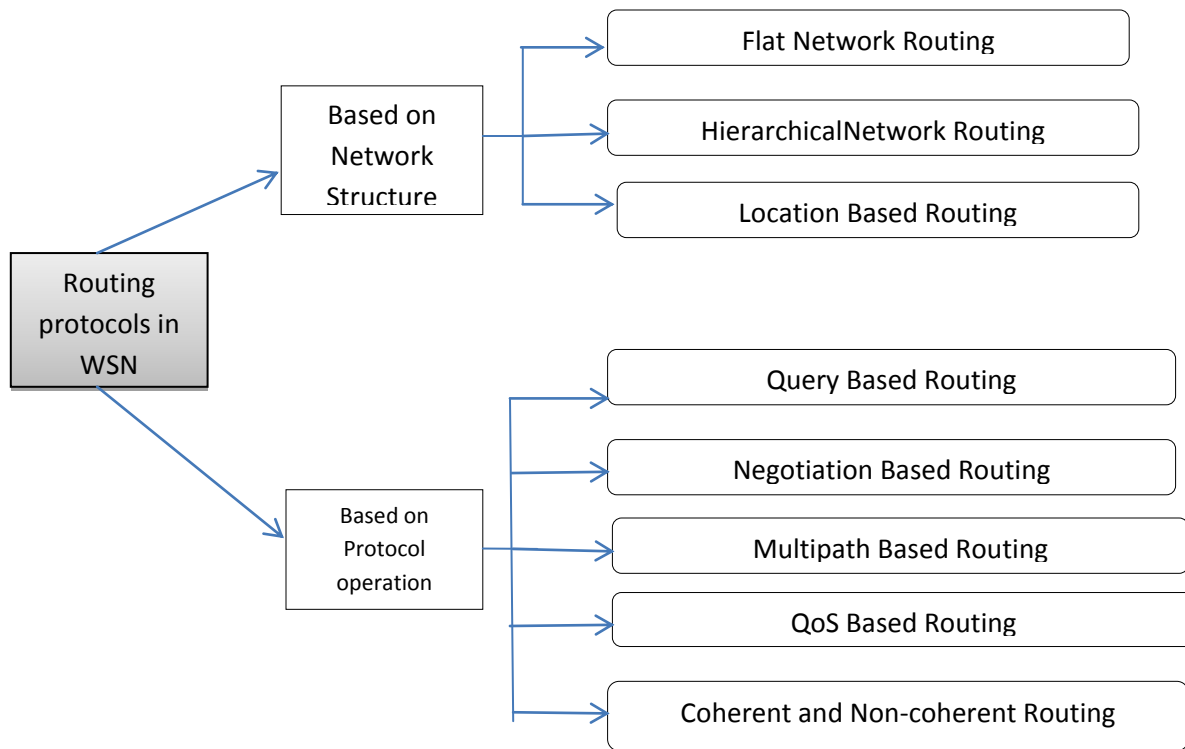 Flat Network Routing
Based on
Network
Structure
HierarchicalNetwork Routing
Location Based Routing
Routing
protocols in
WSN
Query Based Routing
Negotiation Based Routing
Based on
Protocol
operation
Multipath Based Routing
QoS Based Routing
Coherent and Non-coherent Routing